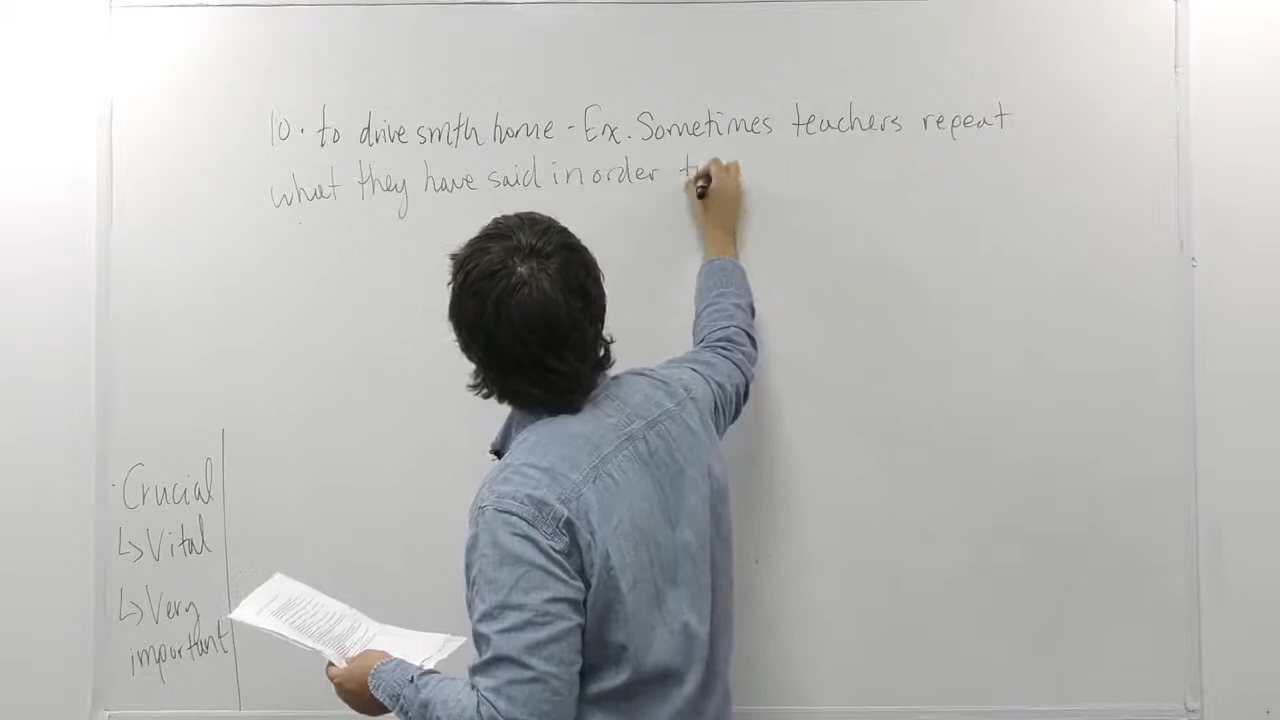 10. to drive smth home - Ex. Sometimes teachers repeat
what they have said in order
. Crucial
↳ Vital
↳ Very
important